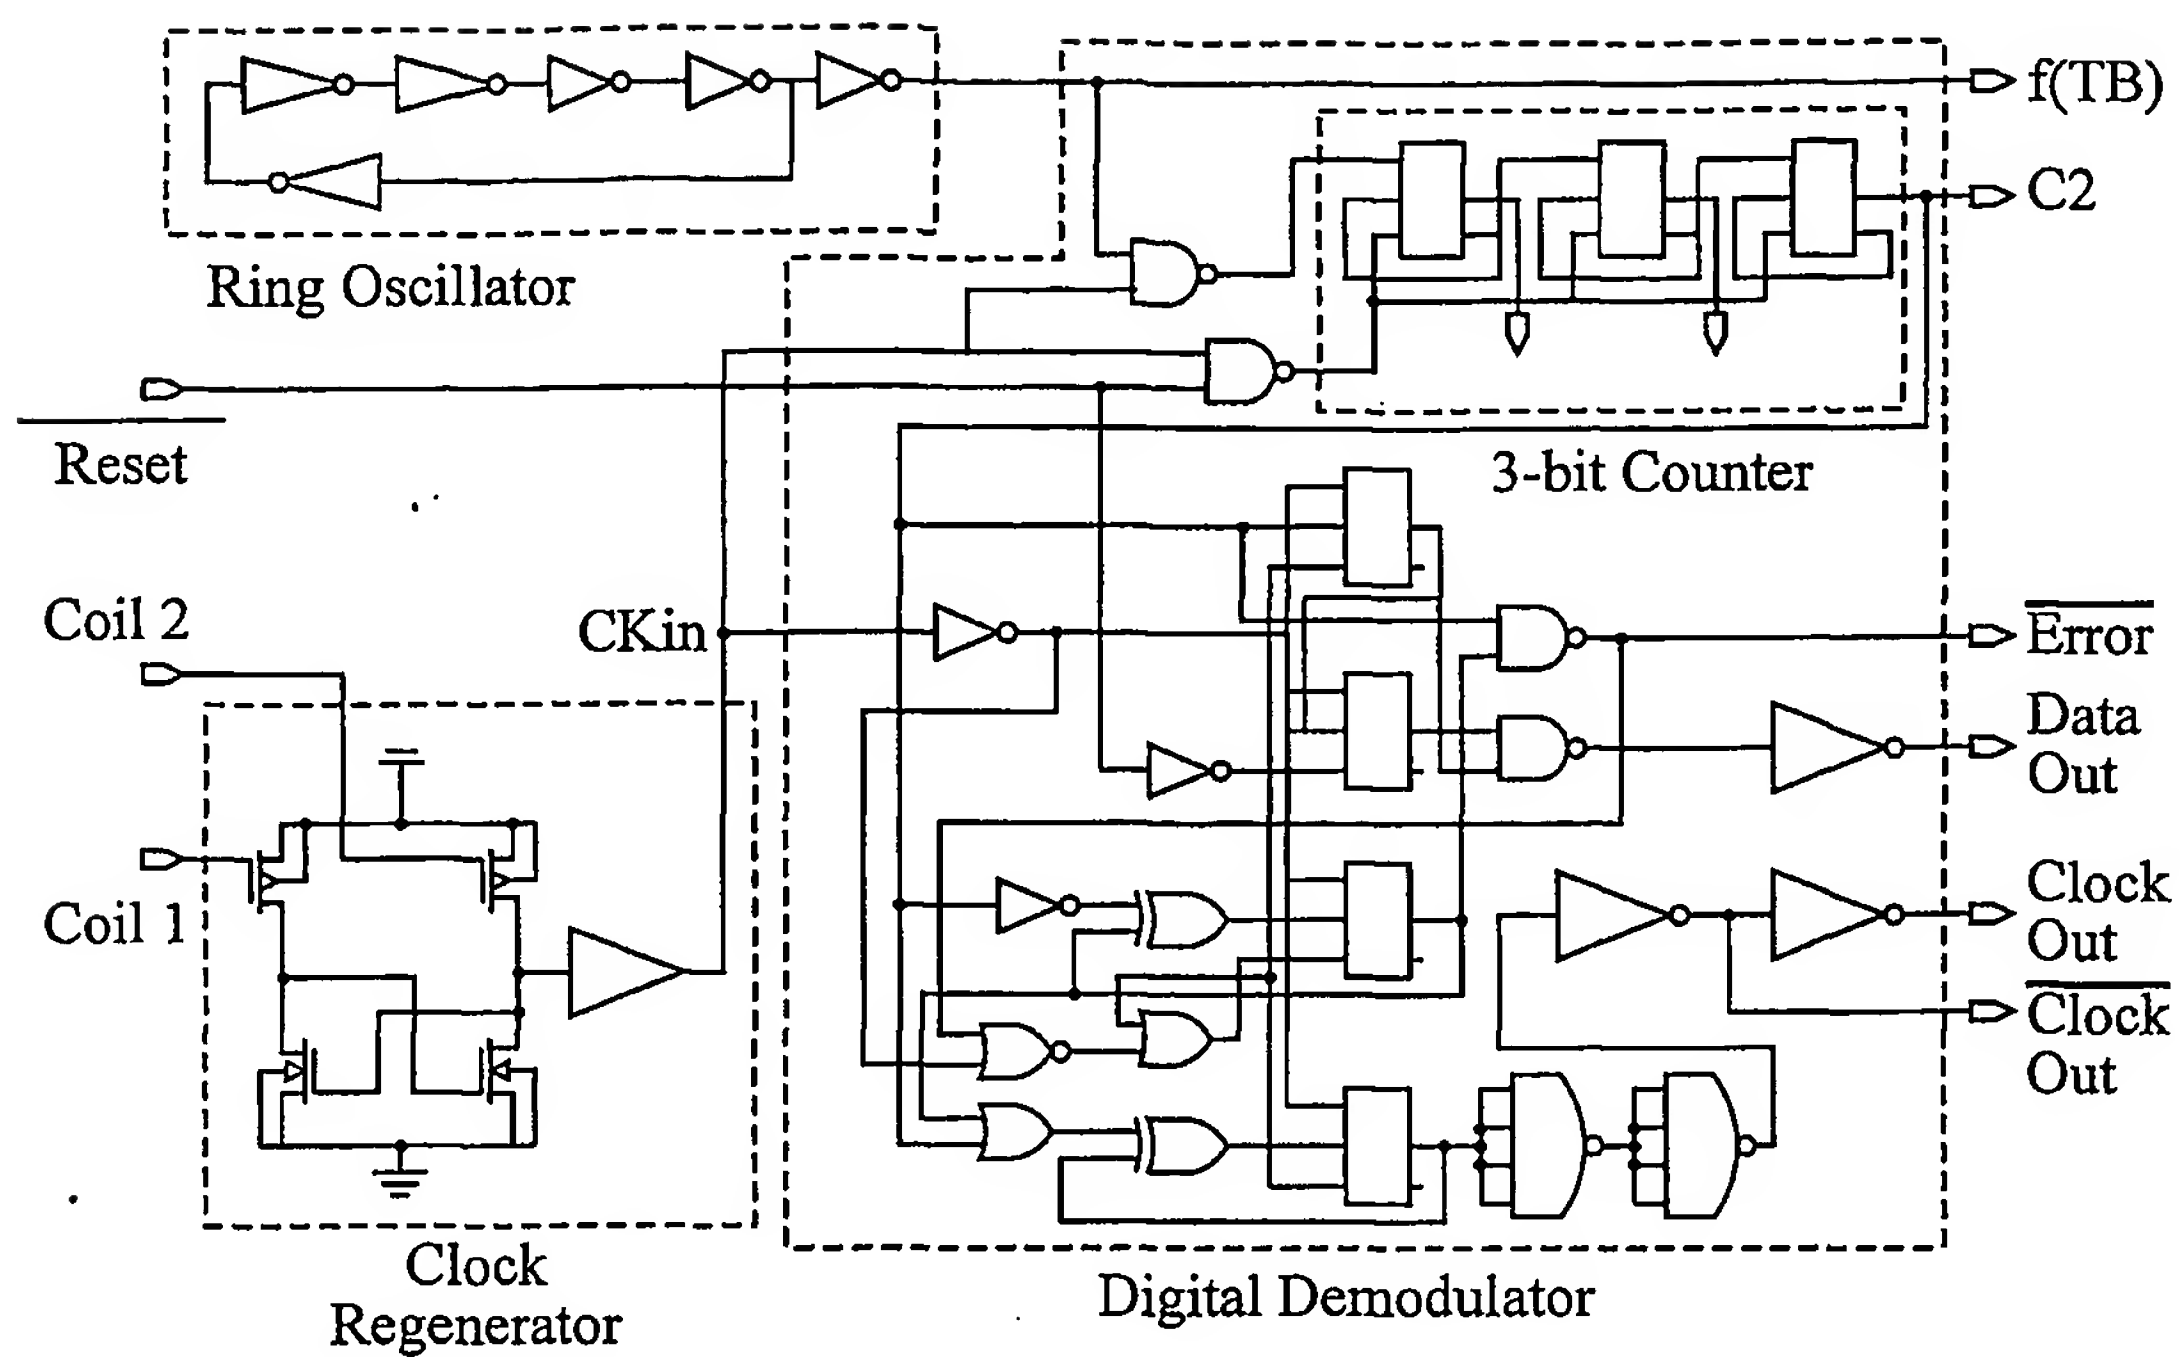 f(TB)
C2
Ring Oscillator
Reset
3-bit Counter
Coil 2
CKin
Error
Data
Out
Coil 1
Clock
Out
Clock
Out
Clock
Regenerator
Digital Demodulator